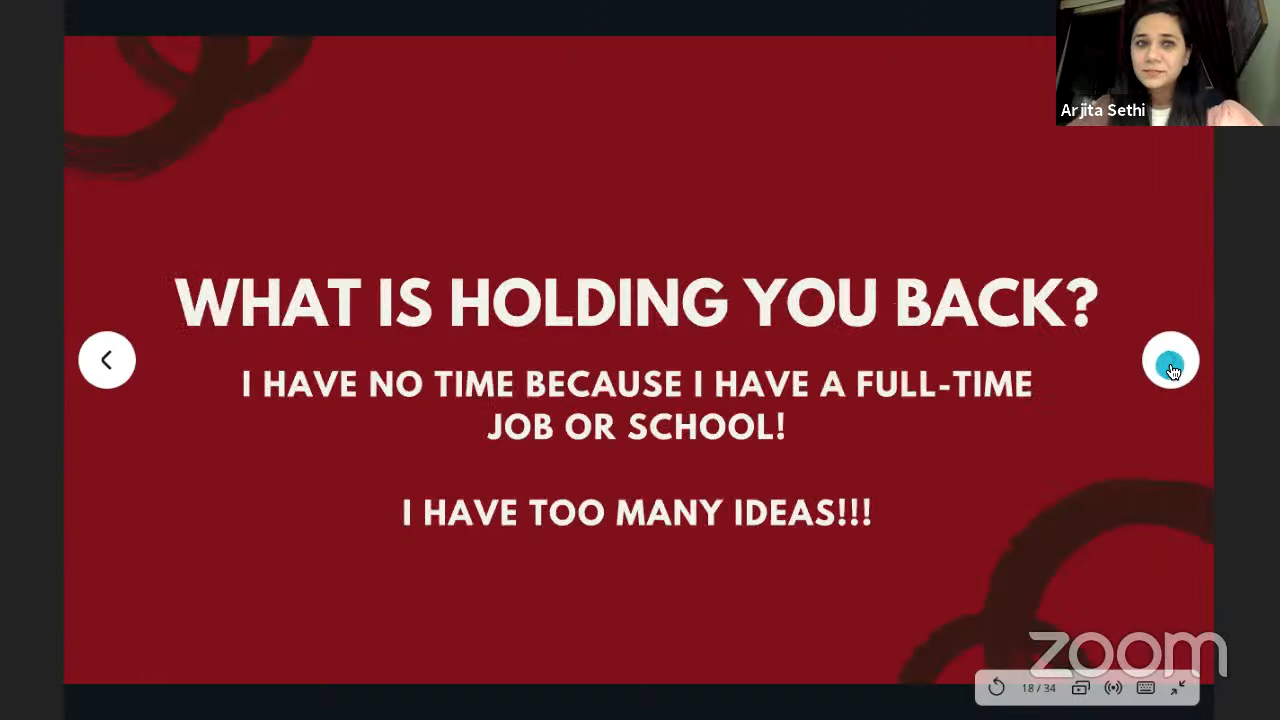 Arjita Sethi
WHAT IS HOLDING YOU BACK?
I HAVE NO TIME BECAUSE I HAVE A FULL-TIME
JOB OR SCHOOL!
I HAVE TOO MANY IDEAS!!!
zoom
18 / 34